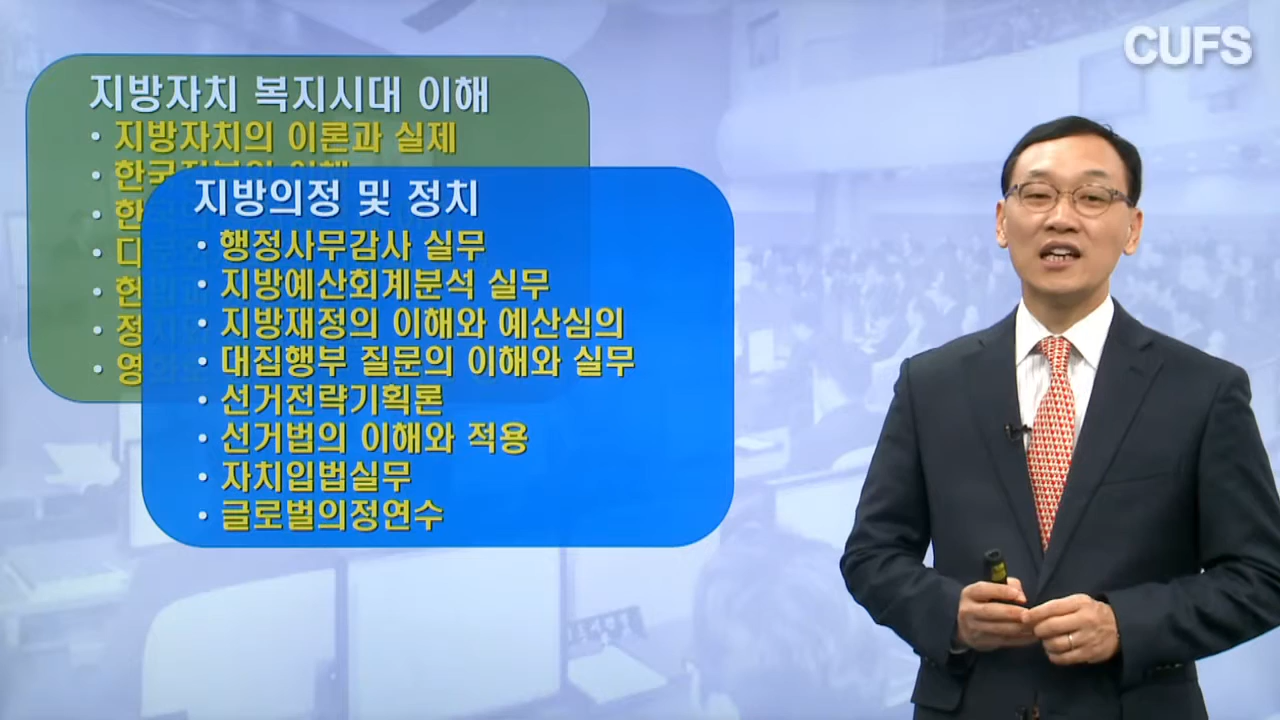 CUFS
지방자치 복지시대 이해
• 지방자치의 이론과 실제
지방의정 및 정치
• 행정사무감사 실무
• 지방예산회계분석 실무
• 지방재정의 이해와 예산심의
• 대집행부 질문의 이해와 실무
• 선거전략기획론
• 선거법의 이해와 적용
• 자치입법실무
• 글로벌의정연수